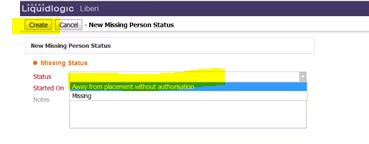 Liquidlogic Liberi
Create Cancel - New Missing Person Status
New Missing Person Status
Missing Status
Status
Away from placement without authorisation
Started On
Missing
Notes